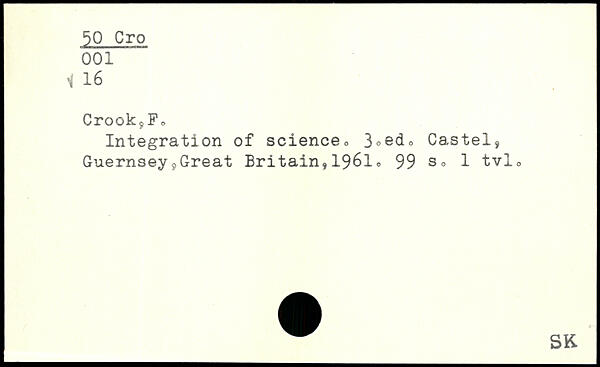 50 Cro
001
√ 16
Crook,F.
Integration of science. 3.ed. Castel,
Guernsey,Great Britain,1961. 99 s. 1 tvl.
SK